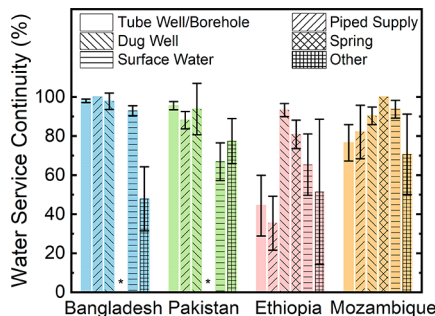 Tube Well/Borehole
Piped Supply
Dug Well
Spring
Surface Water
Other
Water Service Continuity (%)
100
80
60
40
20
0
*
*
Bangladesh Pakistan Ethiopia Mozambique